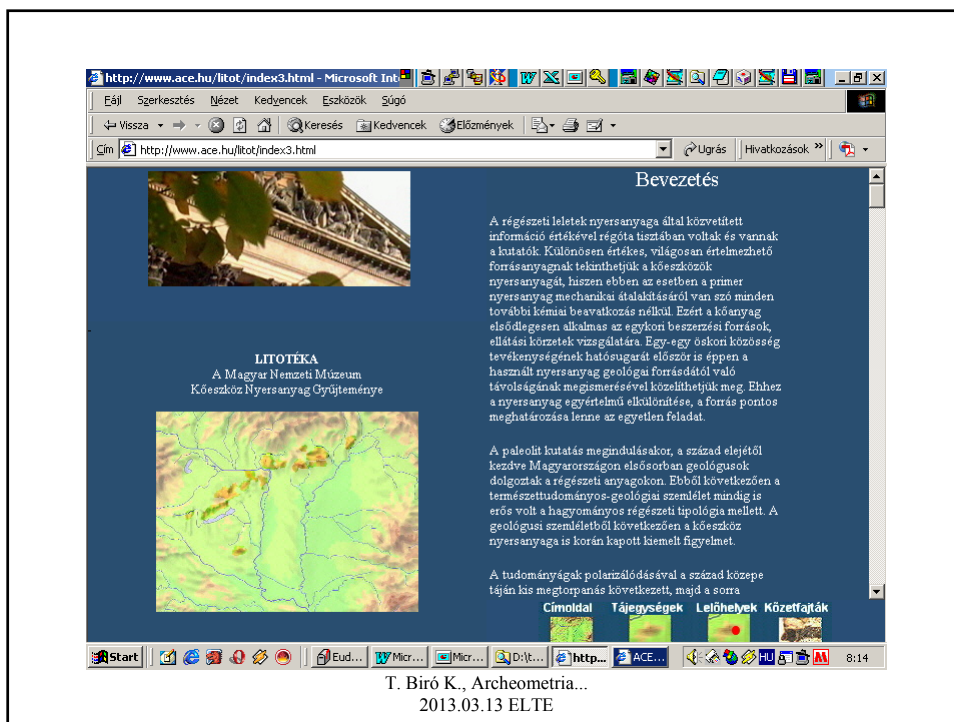 http://www.ace.hu/litot/index3.html - Microsoft Int
Fájl Szerkesztés Nézet Kedvencek Eszközök Súgó
Vissza Keresés Kedvencek Előzmények
Cím http://www.ace.hu/litot/index3.html Ugrás Hivatkozások »
LITOTÉKA
A Magyar Nemzeti Múzeum
Kőeszköz Nyersanyag Gyűjteménye
Bevezetés
A régészeti leletek nyersanyaga által közvetített
információ értékével régóta tisztában voltak és vannak
a kutatók. Különösen értékes, világosan értelmezhető
forrásanyagnak tekinthetjük a kőeszközök
nyersanyagát, hiszen ebben az esetben a primer
nyersanyag mechanikai átalakításáról van szó minden
további kémiai beavatkozás nélkül. Ezért a kőanyag
elsődlegesen alkalmas az egykori beszerzési források,
ellátási körzetek vizsgálatára. Egy-egy őskori közösség
tevékenységének hatósugarát először is éppen a
használt nyersanyag geológai forrásdától való
távolságának megismerésével közelíthetjük meg. Ehhez
a nyersanyag egyértelmű elkülönítése, a forrás pontos
meghatározása lenne az egyetlen feladat.
A paleolit kutatás megindulásakor, a század elejétől
kezdve Magyarországon elsősorban geológusok
dolgoztak a régészeti anyagokon. Ebből következően a
természettudományos-geológiai szemlélet mindig is
erős volt a hagyományos régészeti tipológia mellett. A
geológusi szemléletből következően a kőeszköz
nyersanyaga is korán kapott kiemelt figyelmet.
A tudományágak polarizálódásával a század közepe
táján kis megtorpanás következett, majd a sorra
Címoldal Tájegységek Lelőhelyek Kőzetfajták
Start Eud... Micr... Micr... D:\t... http... ACE... HU 8:14
T. Biró K., Archeometria...
2013.03.13 ELTE